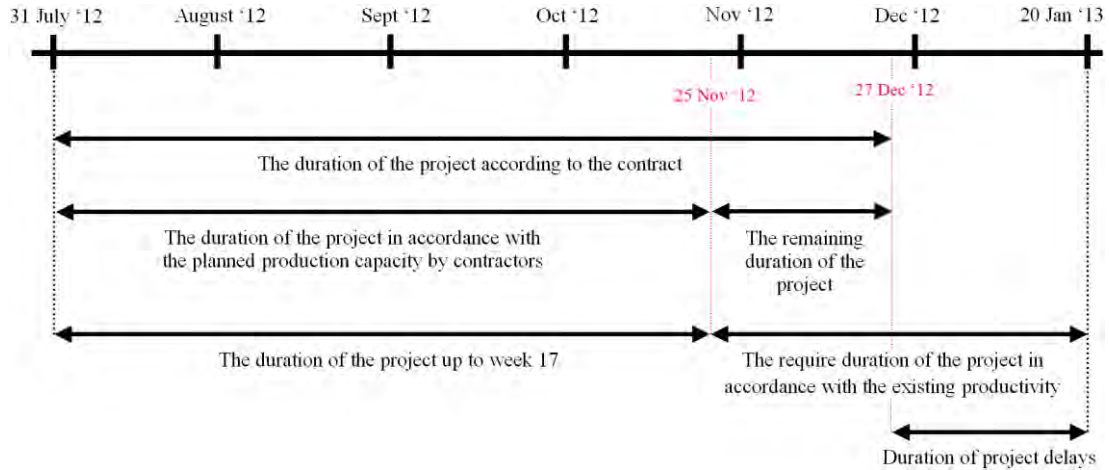 31 July ‘12 August ‘12 Sept ‘12 Oct ‘12 Nov ‘12 Dec ‘12 20 Jan ‘13
25 Nov ‘12 27 Dec ‘12
The duration of the project according to the contract
The duration of the project in accordance with
the planned production capacity by contractors
The remaining
duration of the
project
The duration of the project up to week 17
The require duration of the project in
accordance with the existing productivity
Duration of project delays